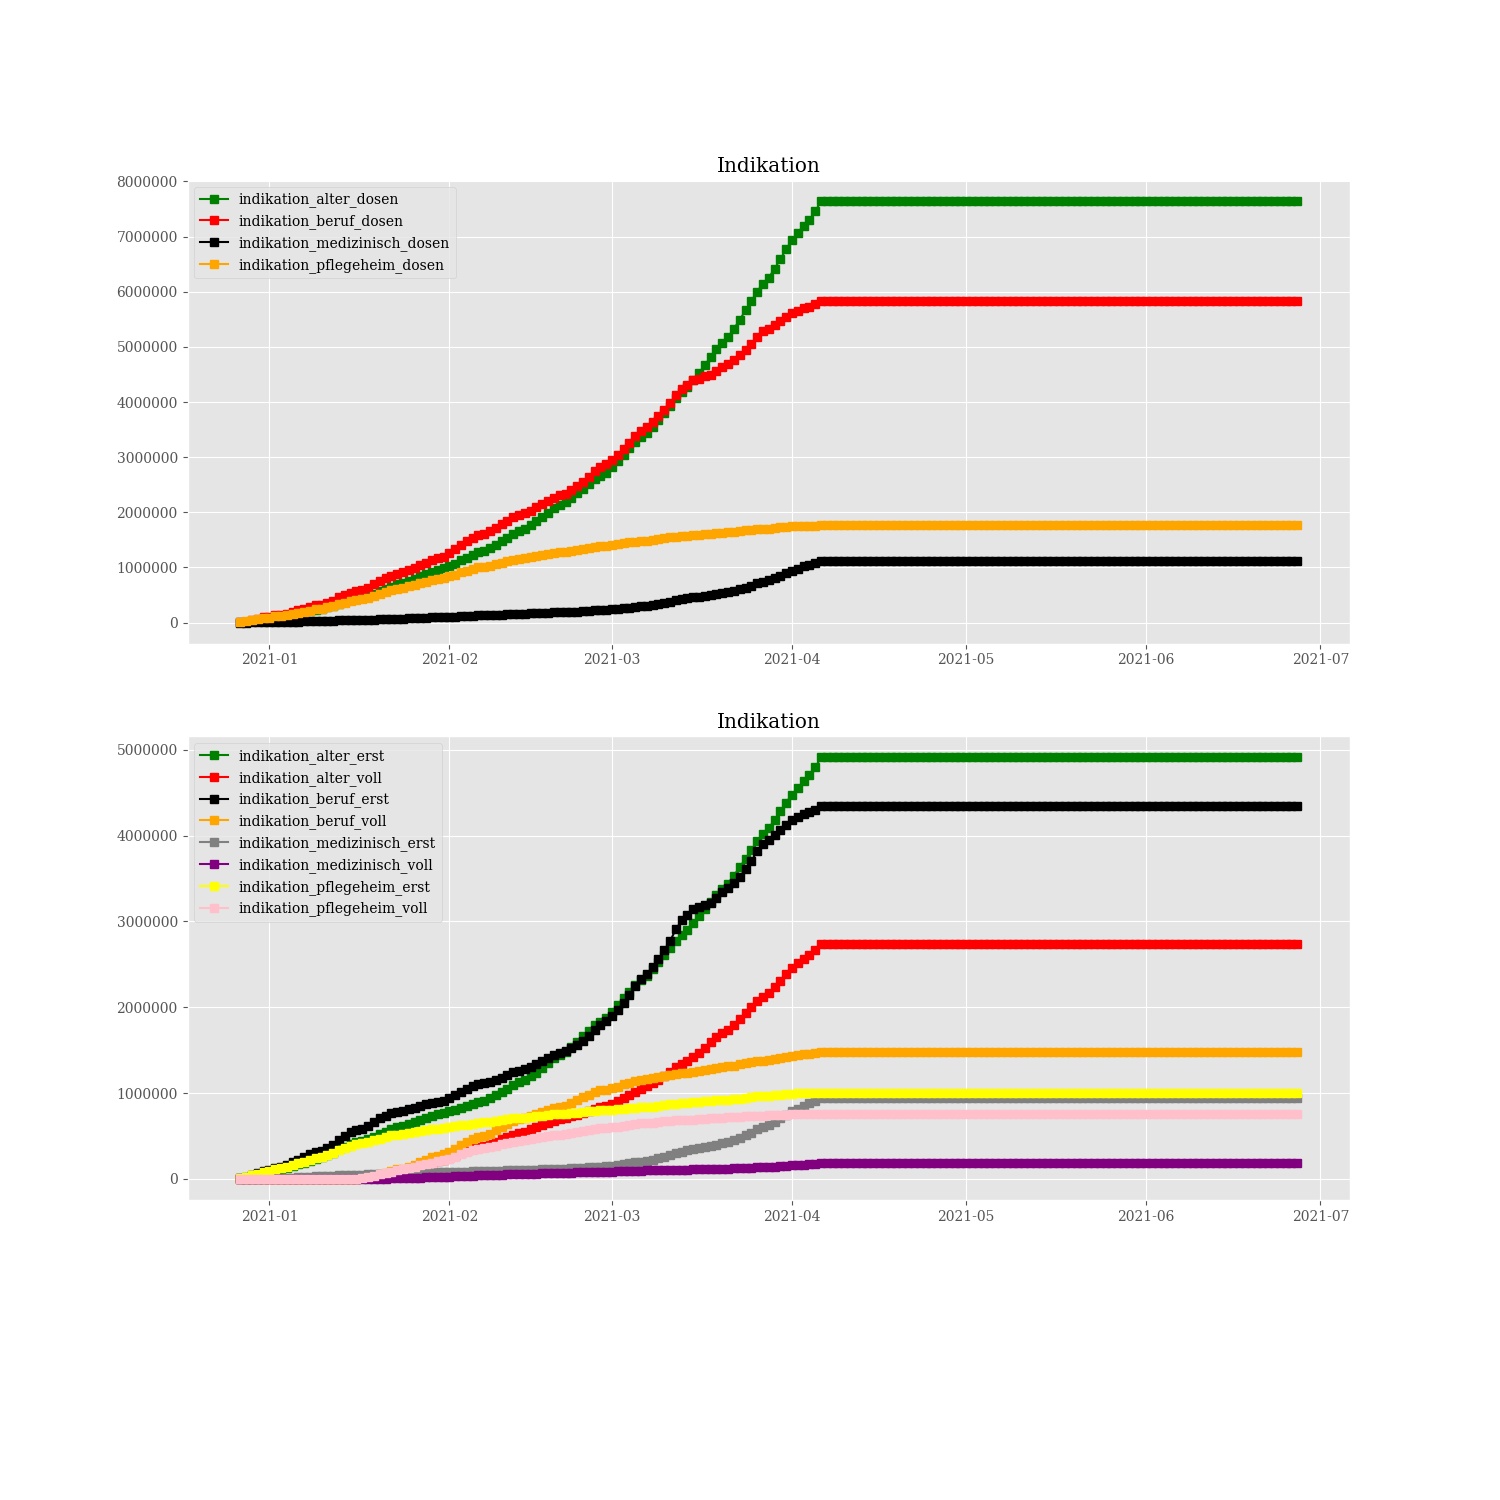 Indikation
8000000
7000000
6000000
5000000
4000000
3000000
2000000
1000000
0
indikation_alter_dosen
indikation_beruf_dosen
indikation_medizinisch_dosen
indikation_pflegeheim_dosen
2021-01 2021-02 2021-03 2021-04 2021-05 2021-06 2021-07
Indikation
5000000
4000000
3000000
2000000
1000000
0
indikation_alter_erst
indikation_alter_voll
indikation_beruf_erst
indikation_beruf_voll
indikation_medizinisch_erst
indikation_medizinisch_voll
indikation_pflegeheim_erst
indikation_pflegeheim_voll
2021-01 2021-02 2021-03 2021-04 2021-05 2021-06 2021-07